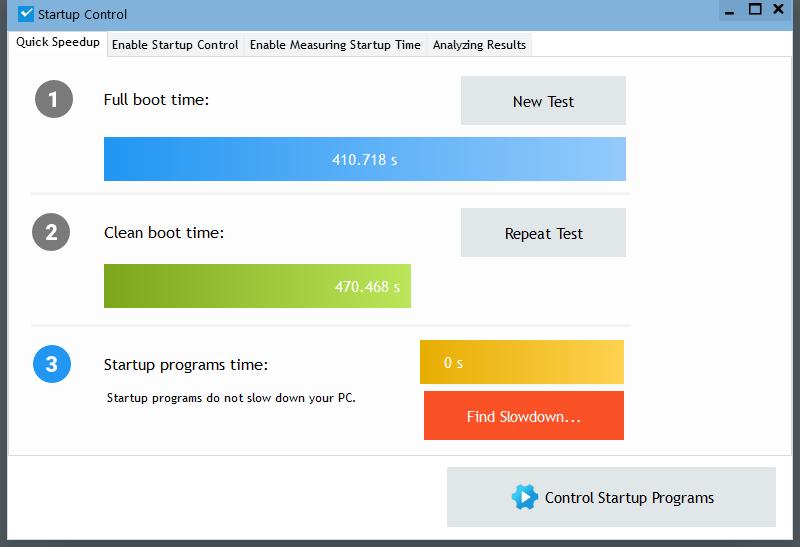 Startup Control
Quick Speedup Enable Startup Control Enable Measuring Startup Time Analyzing Results
1 Full boot time: New Test
410.718 s
2 Clean boot time: Repeat Test
470.468 s
3 Startup programs time: 0 s
Startup programs do not slow down your PC.
Find Slowdown...
Control Startup Programs